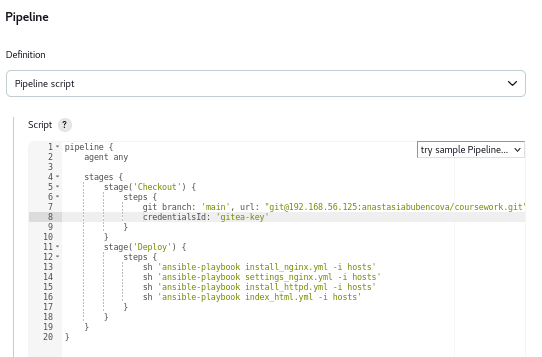 Pipeline
Definition
Pipeline script
Script ?
try sample Pipeline...
1 pipeline {
2     agent any
3
4     stages {
5         stage('Checkout') {
6             steps {
7                 git branch: 'main', url: "git@192.168.56.125:anastasiabubencova/coursework.git'
8                 credentialsId: 'gitea-key'
9             }
10         }
11         stage('Deploy') {
12             steps {
13                 sh 'ansible-playbook install_nginx.yml -i hosts'
14                 sh 'ansible-playbook settings_nginx.yml -i hosts'
15                 sh 'ansible-playbook install_httpd.yml -i hosts'
16                 sh 'ansible-playbook index_html.yml -i hosts'
17             }
18         }
19     }
20 }